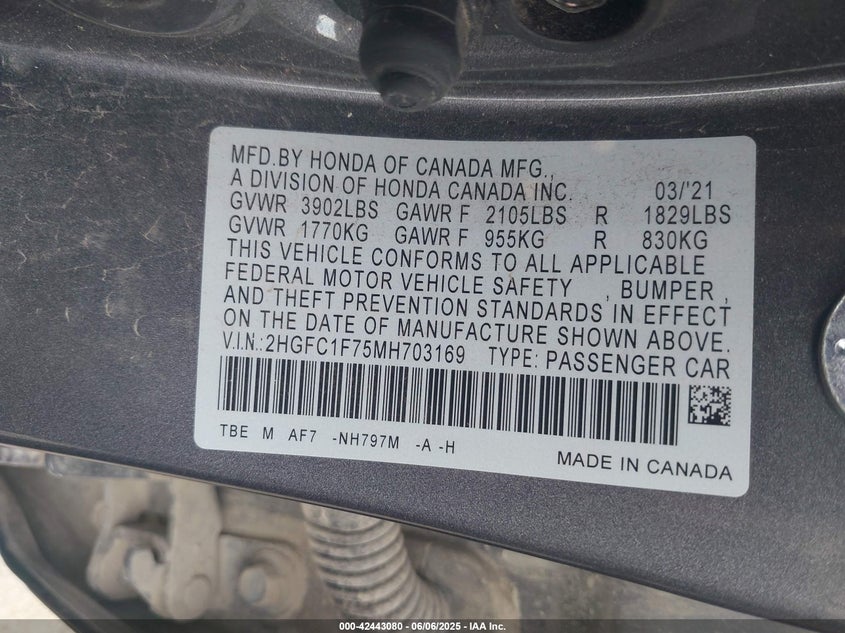 MFD.BY HONDA OF CANADA MFG.,
A DIVISION OF HONDA CANADA INC. 03/'21
GVWR 3902LBS GAWR F 2105LBS R 1829LBS
GVWR 1770KG GAWR F 955KG R 830KG
THIS VEHICLE CONFORMS TO ALL APPLICABLE
FEDERAL MOTOR VEHICLE SAFETY , BUMPER ,
AND THEFT PREVENTION STANDARDS IN EFFECT
ON THE DATE OF MANUFACTURE SHOWN ABOVE.
V.I.N.:2HGFC1F75MH703169 TYPE: PASSENGER CAR
TBE M AF7 -NH797M -A -H
MADE IN CANADA
000-42443080 - 06/06/2025 - IAA Inc.